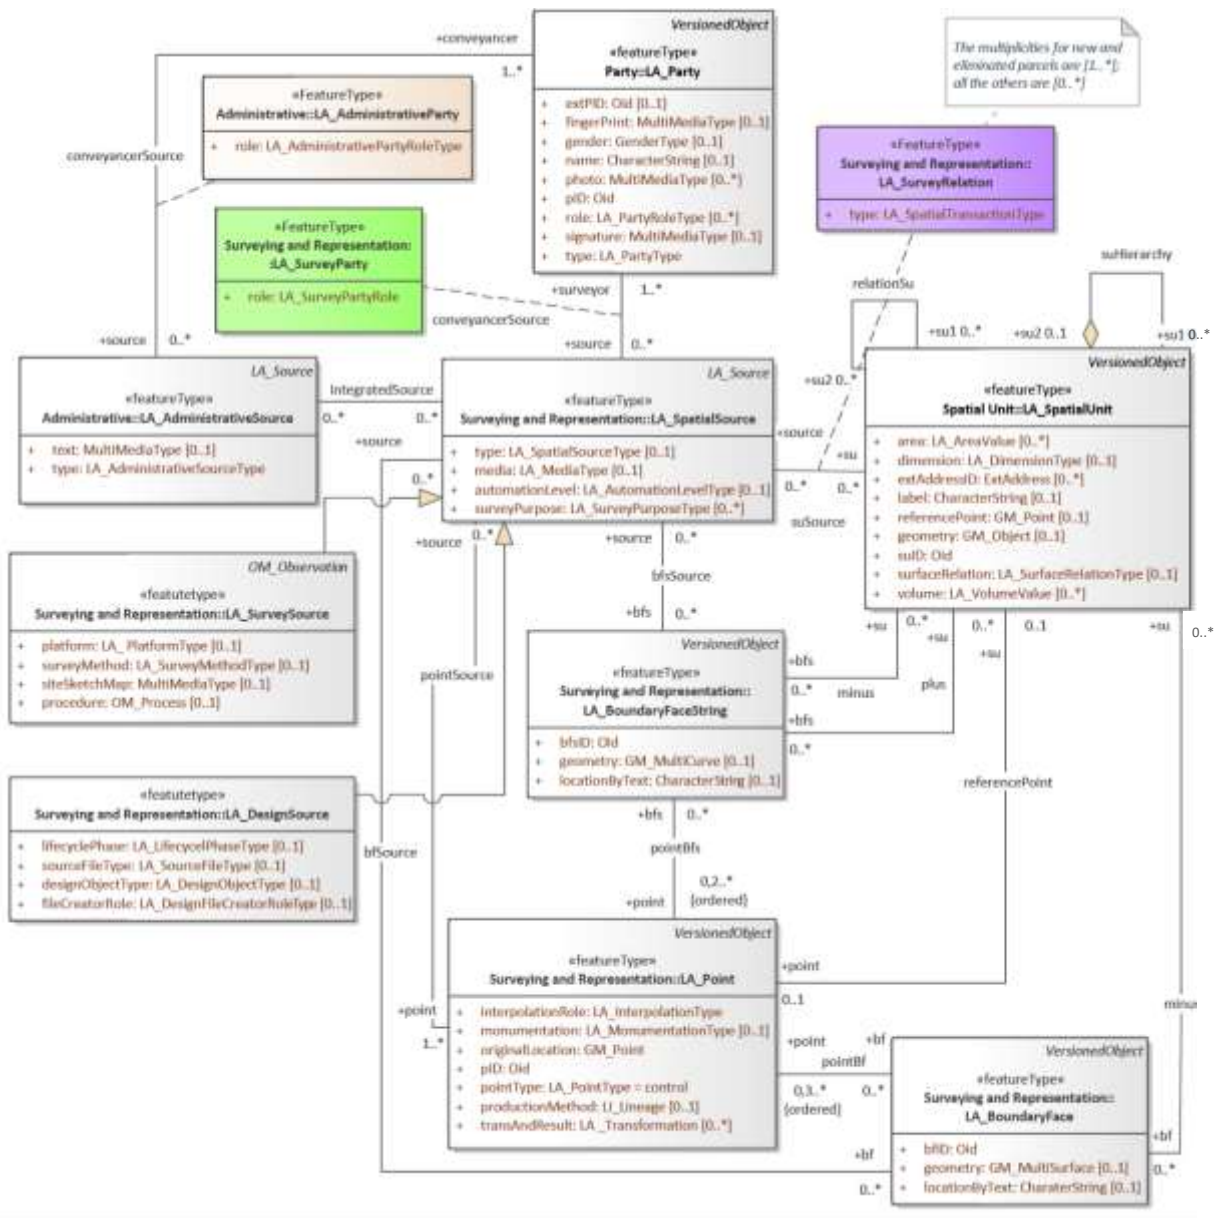 VersionedObject
«featureType»
Party::LA_Party
+ extPID: Oid [0..1]
+ fingerPrint: MultiMediaType [0..1]
+ gender: GenderType [0..1]
+ name: CharacterString [0..1]
+ photo: MultiMediaType [0..*]
+ pID: Oid
+ role: LA_PartyRoleType [0..*]
+ signature: MultiMediaType [0..1]
+ type: LA_PartyType
+conveyancer
1..*
The multiplicities for new and
eliminated parcels are [1..*];
all the others are [0..*]
«FeatureType»
Administrative::LA_AdministrativeParty
+ role: LA_AdministrativePartyRoleType
conveyancerSource
«FeatureType»
Surveying and Representation::
LA_SurveyRelation
+ type: LA_SpatialTransactionType
«FeatureType»
Surveying and Representation:
:LA_SurveyParty
+ role: LA_SurveyPartyRole
+surveyor
1..*
conveyancerSource
+source
0..*
+source
0..*
suHierarchy
relationSu
+su1 0..*
+su2 0..1
+su1 0..*
+su2 0..*
LA_Source
«featureType»
Administrative::LA_AdministrativeSource
+ text: MultiMediaType [0..1]
+ type: LA_AdministrativeSourceType
IntegratedSource
0..*
0..*
LA_Source
«featureType»
Surveying and Representation::LA_SpatialSource
+ type: LA_SpatialSourceType [0..1]
+ media: LA_MediaType [0..1]
+ automationLevel: LA_AutomationLevelType [0..1]
+ surveyPurpose: LA_SurveyPurposeType [0..*]
+source
0..*
+source
+su
0..*
0..*
suSource
VersionedObject
«featureType»
Spatial Unit::LA_SpatialUnit
+ area: LA_AreaValue [0..*]
+ dimension: LA_DimensionType [0..1]
+ extAddressID: ExtAddress [0..*]
+ label: CharacterString [0..1]
+ referencePoint: GM_Point [0..1]
+ geometry: GM_Object [0..1]
+ suID: Oid
+ surfaceRelation: LA_SurfaceRelationType [0..1]
+ volume: LA_VolumeValue [0..*]
+source
0..*
+source
0..*
bfsSource
+bfs
0..*
OM_Observation
«featutetype»
Surveying and Representation::LA_SurveySource
+ platform: LA_ PlatformType [0..1]
+ surveyMethod: LA_SurveyMethodType [0..1]
+ siteSketchMap: MultiMediaType [0..1]
+ procedure: OM_Process [0..1]
pointSource
VersionedObject
«featureType»
Surveying and Representation::
LA_BoundaryFaceString
+ bfsID: Oid
+ geometry: GM_MultiCurve [0..1]
+ locationByText: CharacterString [0..1]
+su
0..*
+su
0..*
+su
0..1
+su
0..*
+bfs
0..*
minus
plus
+bfs
0..*
referencePoint
«featutetype»
Surveying and Representation::LA_DesignSource
+ lifecyclePhase: LA_LifecycelPhaseType [0..1]
+ sourceFileType: LA_SourceFileType [0..1]
+ designObjectType: LA_DesignObjectType [0..1]
+ fileCreatorRole: LA_DesignFileCreatorRoleType [0..1]
bfSource
+bfs
0..*
pointBfs
0,2..*
+point
{ordered}
VersionedObject
«featureType»
Surveying and Representation::LA_Point
+ interpolationRole: LA_InterpolationType
+ monumentation: LA_MonumentationType [0..1]
+ originalLocation: GM_Point
+ pID: Oid
+ pointType: LA_PointType = control
+ productionMethod: LI_Lineage [0..1]
+ transAndResult: LA_Transformation [0..*]
+point
1..*
+point
0..1
+point
+bf
pointBf
0,3..*
0..*
{ordered}
minus
VersionedObject
«featureType»
Surveying and Representation::
LA_BoundaryFace
+ bfID: Oid
+ geometry: GM_MultiSurface [0..1]
+ locationByText: CharaterString [0..1]
+bf
0..*
+bf
0..*